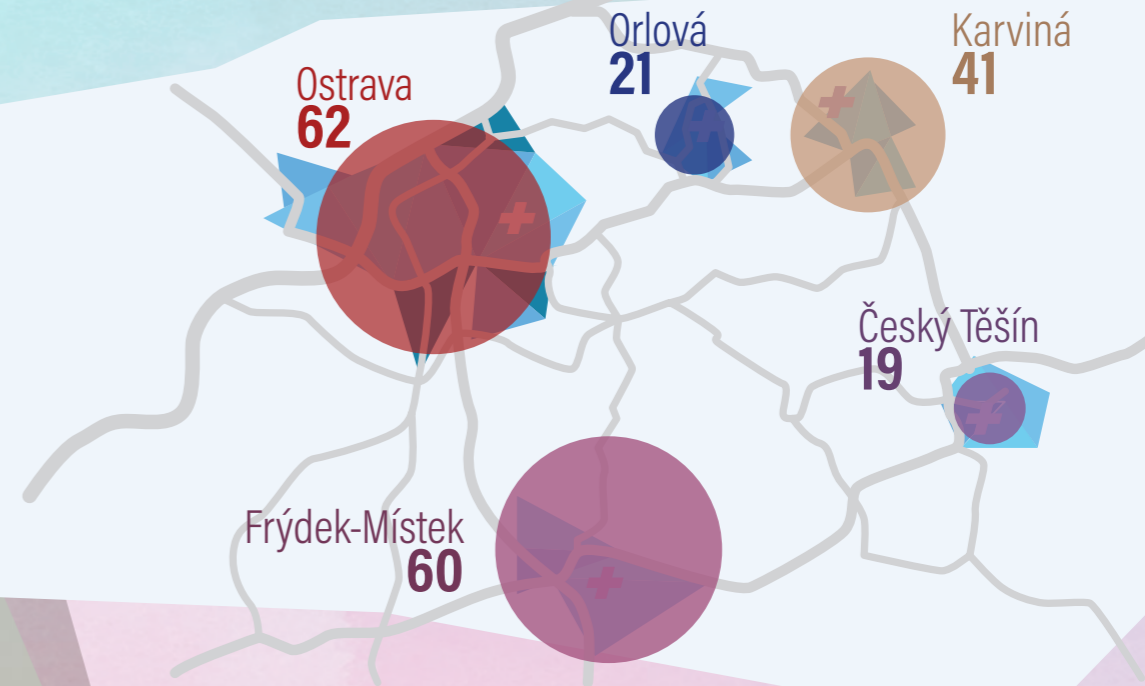 Orlová
21
Karviná
41
Ostrava
62
Český Těšín
19
Frýdek-Místek
60